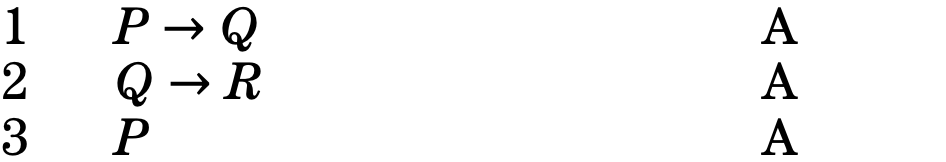 1 P → Q A
2 Q → R A
3 P A